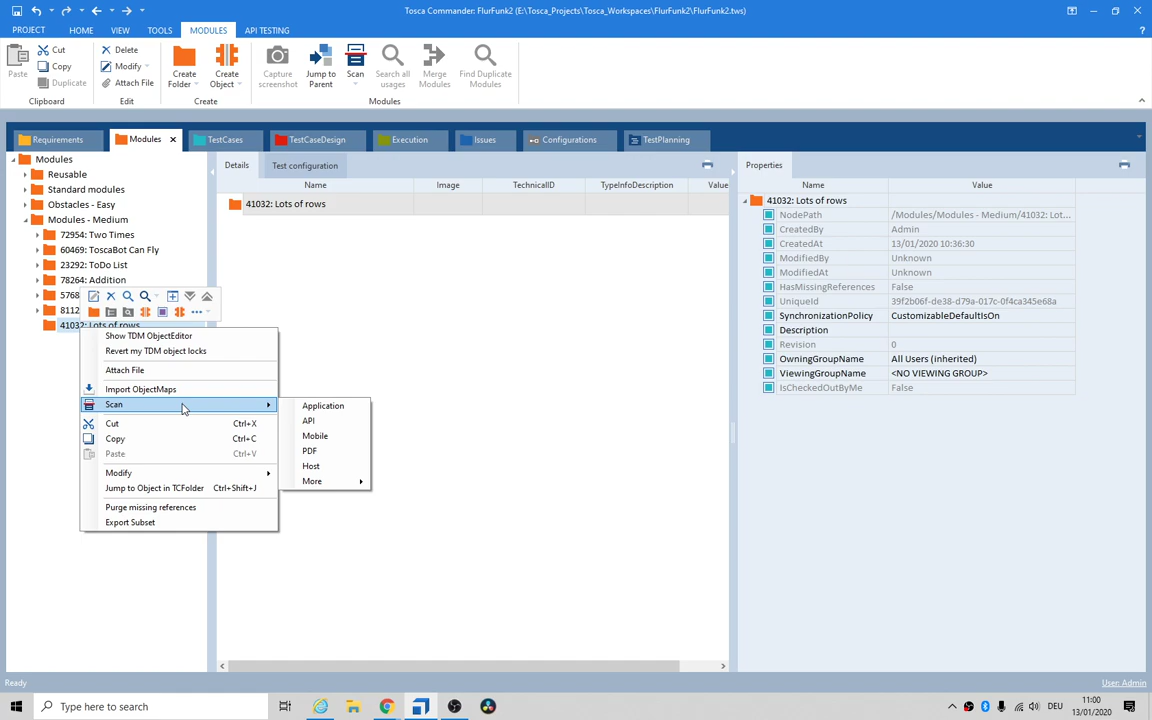 Tosca Commander: FlurFunk2 (E:\Tosca_Projects\Tosca_Workspaces\FlurFunk2\FlurFunk2.tws)
PROJECT HOME VIEW TOOLS MODULES API TESTING
Paste
Cut
Copy
Duplicate
Clipboard
Delete
Modify
Attach File
Edit
Create Folder
Create Object
Create
Capture screenshot
Jump to Parent
Scan
Search all usages
Merge Modules
Find Duplicate Modules
Modules
Requirements Modules TestCases TestCaseDesign Execution Issues Configurations TestPlanning
Modules
Reusable
Standard modules
Obstacles - Easy
Modules - Medium
72954: Two Times
60469: ToscaBot Can Fly
23292: ToDo List
78264: Addition
5768
8112
41032: Lots of rows
Show TDM ObjectEditor
Revert my TDM object locks
Attach File
Import ObjectMaps
Scan
Cut Ctrl+X
Copy Ctrl+C
Paste Ctrl+V
Modify
Jump to Object in TCFolder Ctrl+Shift+J
Purge missing references
Export Subset
Application
API
Mobile
PDF
Host
More
Details Test configuration
Name Image TechnicalID TypeInfoDescription Value
41032: Lots of rows
Properties
Name Value
41032: Lots of rows
NodePath /Modules/Modules - Medium/41032: Lot...
CreatedBy Admin
CreatedAt 13/01/2020 10:36:30
ModifiedBy Unknown
ModifiedAt Unknown
HasMissingReferences False
UniqueId 39f2b06f-de38-d79a-017c-0f4ca345e68a
SynchronizationPolicy CustomizableDefaultIsOn
Description
Revision 0
OwningGroupName All Users (inherited)
ViewingGroupName <NO VIEWING GROUP>
IsCheckedOutByMe False
Ready
User: Admin
Type here to search
DEU
11:00
13/01/2020